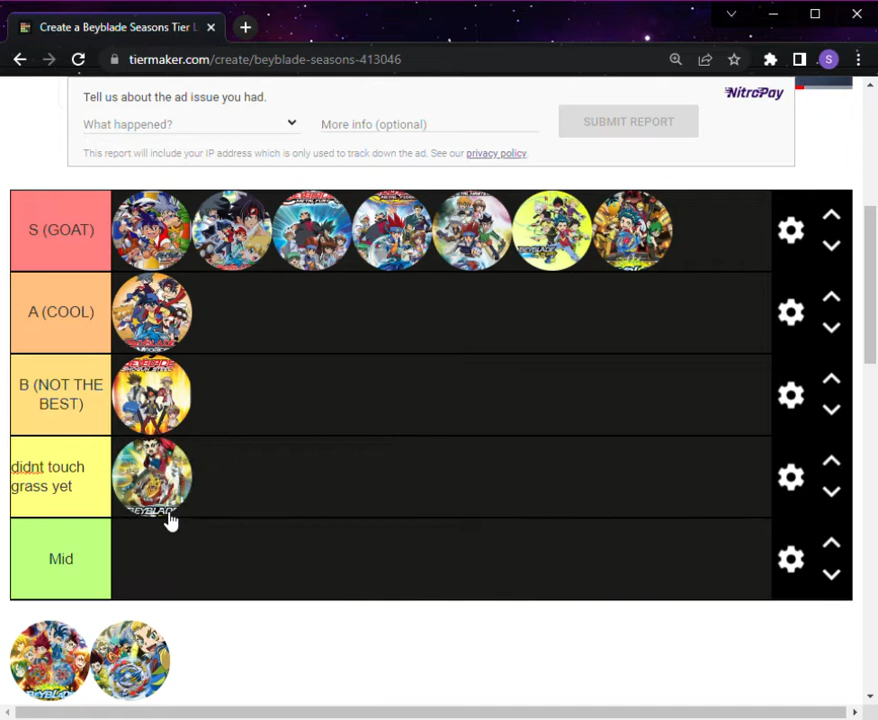 Create a Beyblade Seasons Tier L
tiermaker.com/create/beyblade-seasons-413046
S
Tell us about the ad issue you had.
NitroPay
What happened?
More info (optional)
SUBMIT REPORT
This report will include your IP address which is only used to track down the ad. See our privacy policy.
S (GOAT)
A (COOL)
B (NOT THE
BEST)
didnt touch
grass yet
BEYBLADE
Mid
BEYBLADE